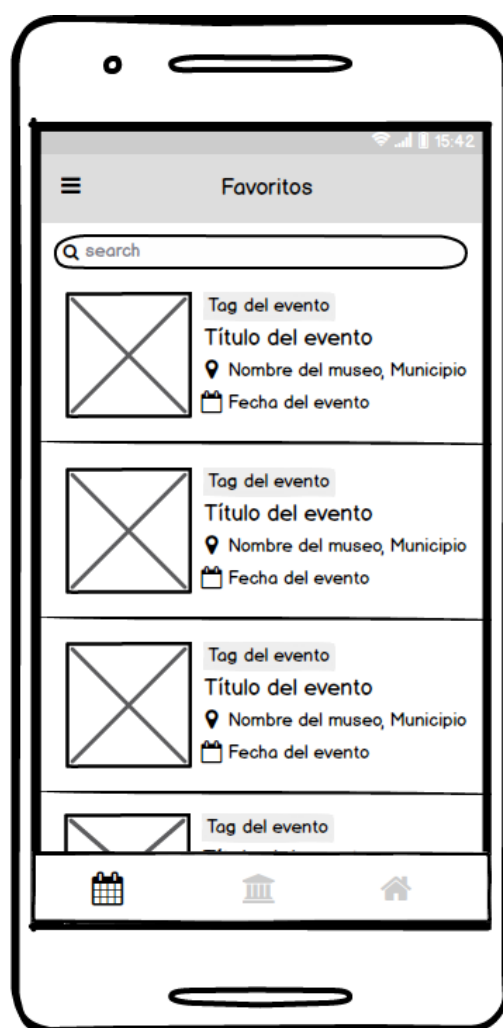 15:42
Favoritos
search
Tag del evento
Título del evento
Nombre del museo, Municipio
Fecha del evento
Tag del evento
Título del evento
Nombre del museo, Municipio
Fecha del evento
Tag del evento
Título del evento
Nombre del museo, Municipio
Fecha del evento
Tag del evento